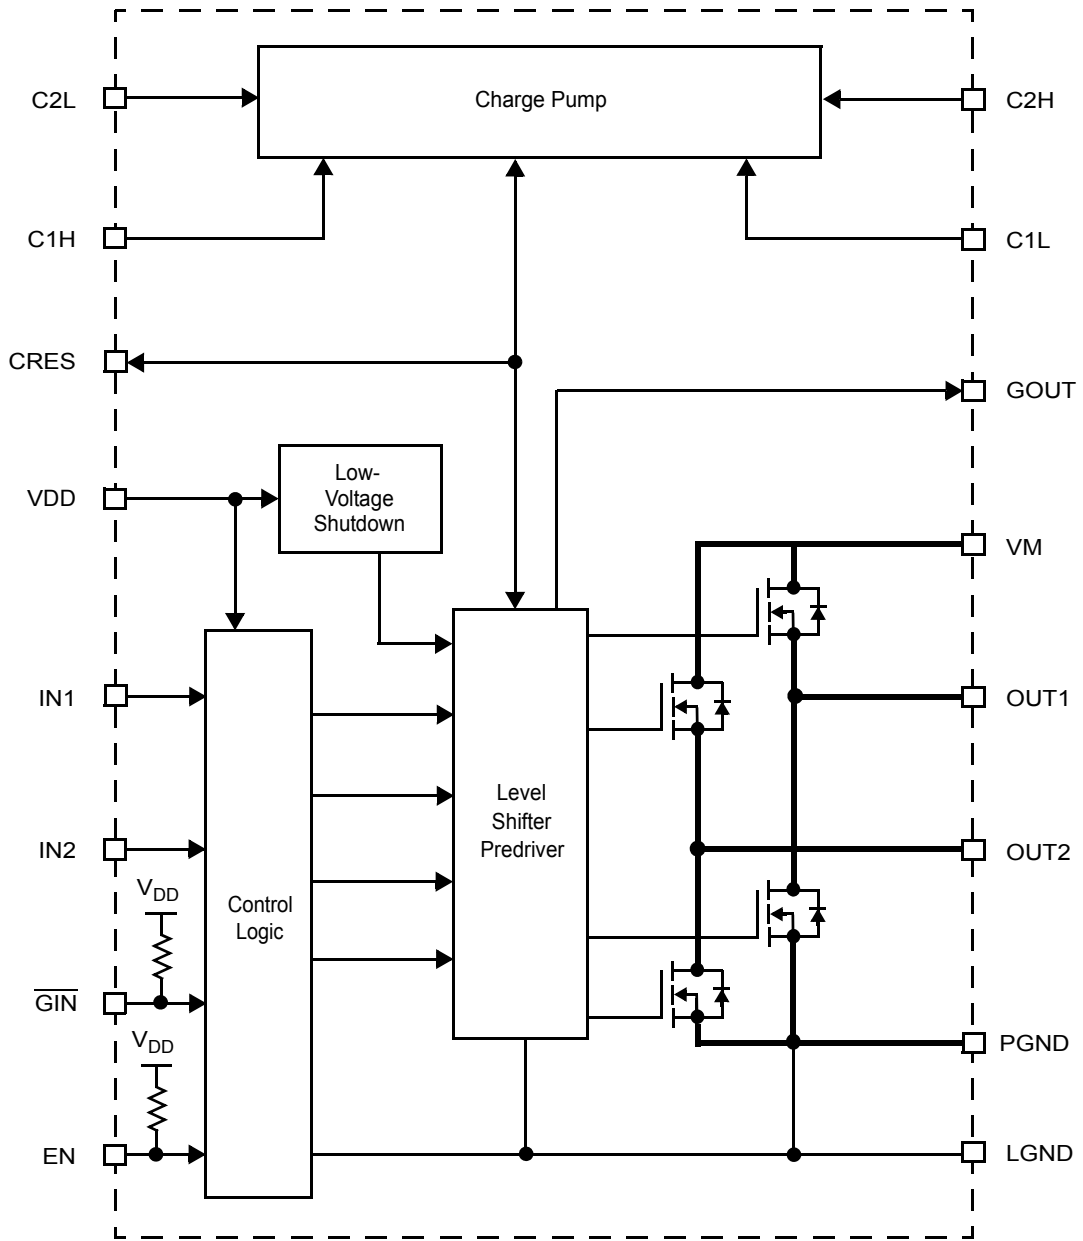 C2L
Charge Pump
C2H
C1H
C1L
CRES
GOUT
VDD
Low-
Voltage
Shutdown
VM
IN1
OUT1
Level
Shifter
Predriver
IN2
OUT2
VDD
Control
Logic
GIN
VDD
PGND
EN
LGND